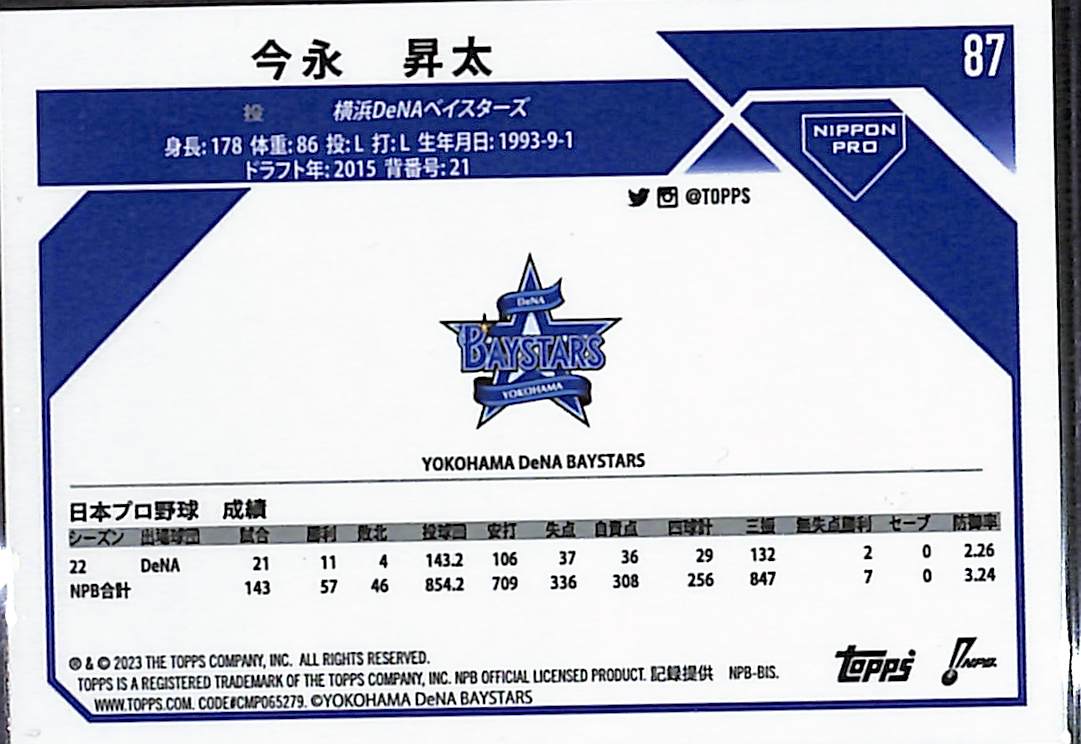 今永 昇太
87
投 横浜DeNAベイスターズ
身長: 178 体重: 86 投: L 打: L 生年月日: 1993-9-1
ドラフト年: 2015 背番号: 21
NIPPON
PRO
@TOPPS
DeNA
BAYSTARS
YOKOHAMA
YOKOHAMA DeNA BAYSTARS
日本プロ野球 成績
シーズン 出場球団 試合 勝利 敗北 投球回 安打 失点 自責点 四球計 三振 無失点勝利 セーブ 防御率
22 DeNA 21 11 4 143.2 106 37 36 29 132 2 0 2.26
NPB合計 143 57 46 854.2 709 336 308 256 847 7 0 3.24
® & © 2023 THE TOPPS COMPANY, INC. ALL RIGHTS RESERVED.
TOPPS IS A REGISTERED TRADEMARK OF THE TOPPS COMPANY, INC. NPB OFFICIAL LICENSED PRODUCT. 記録提供 NPB-BIS.
WWW.TOPPS.COM. CODE#CMP065279. ©YOKOHAMA DeNA BAYSTARS
topps
NPB